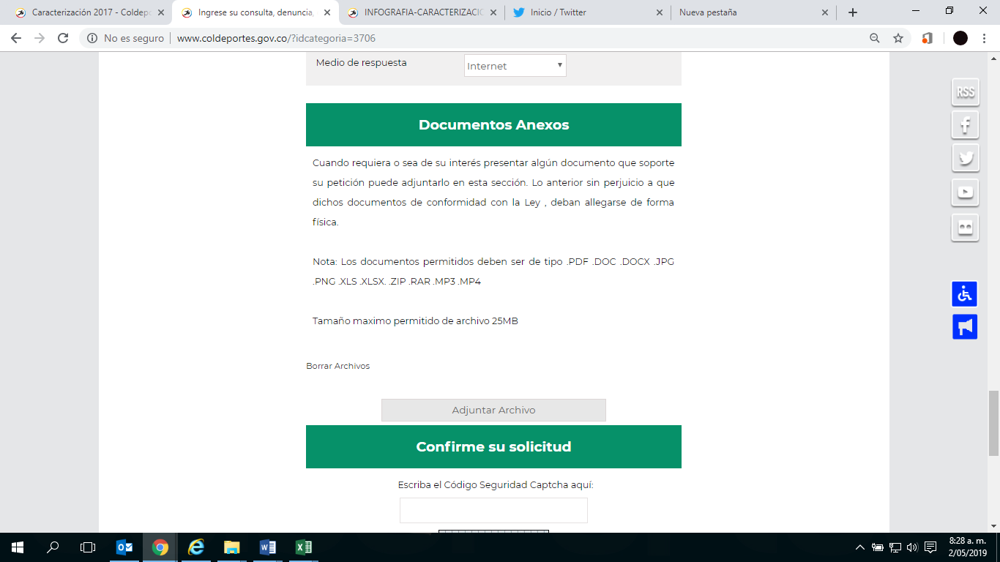 Caracterización 2017 - Coldepo
Ingrese su consulta, denuncia,
INFOGRAFIA-CARACTERIZACIO
Inicio / Twitter
Nueva pestaña
No es seguro
www.coldeportes.gov.co/?idcategoria=3706
Medio de respuesta
Internet
Documentos Anexos
Cuando requiera o sea de su interés presentar algún documento que soporte
su petición puede adjuntarlo en esta sección. Lo anterior sin perjuicio a que
dichos documentos de conformidad con la Ley , deban allegarse de forma
física.
Nota: Los documentos permitidos deben ser de tipo .PDF .DOC .DOCX .JPG
.PNG .XLS .XLSX. .ZIP .RAR .MP3 .MP4
Tamaño maximo permitido de archivo 25MB
Borrar Archivos
Adjuntar Archivo
Confirme su solicitud
Escriba el Código Seguridad Captcha aquí:
RSS
8:28 a. m.
2/05/2019